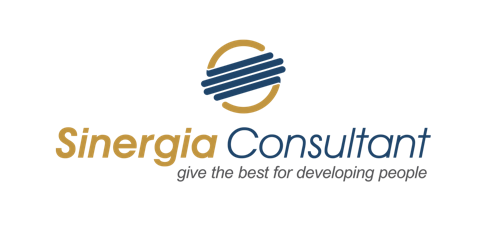 Sinergia Consultant
give the best for developing people